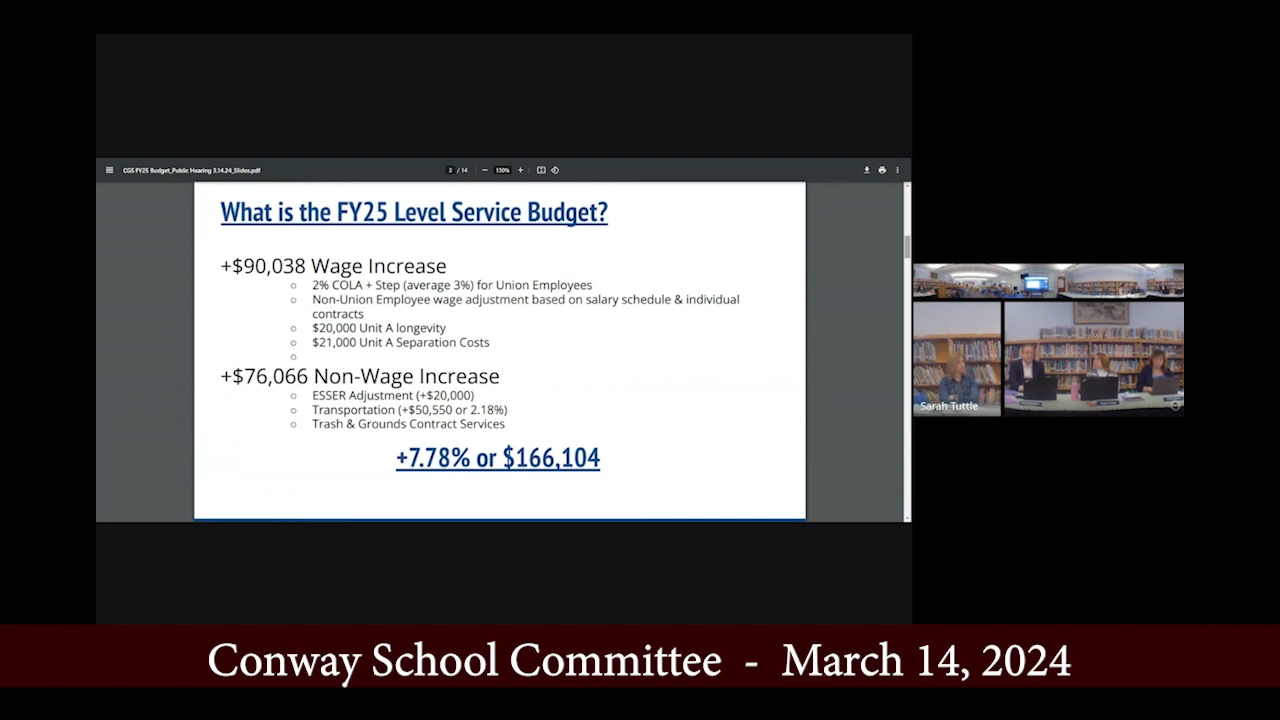 CGS FY25 Budget_Public Hearing 3.14.24_Slides.pdf
3 / 14
150%
What is the FY25 Level Service Budget?
+$90,038 Wage Increase
2% COLA + Step (average 3%) for Union Employees
Non-Union Employee wage adjustment based on salary schedule & individual
contracts
$20,000 Unit A longevity
$21,000 Unit A Separation Costs
+$76,066 Non-Wage Increase
ESSER Adjustment (+$20,000)
Transportation (+$50,550 or 2.18%)
Trash & Grounds Contract Services
+7.78% or $166,104
Sarah Tuttle
Conway School Committee - March 14, 2024